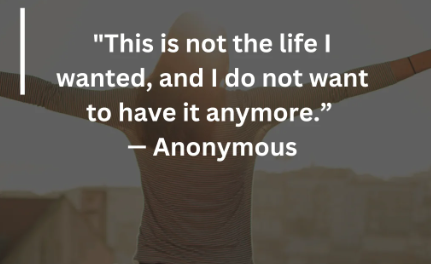 "This is not the life I
wanted, and I do not want
to have it anymore.”
— Anonymous